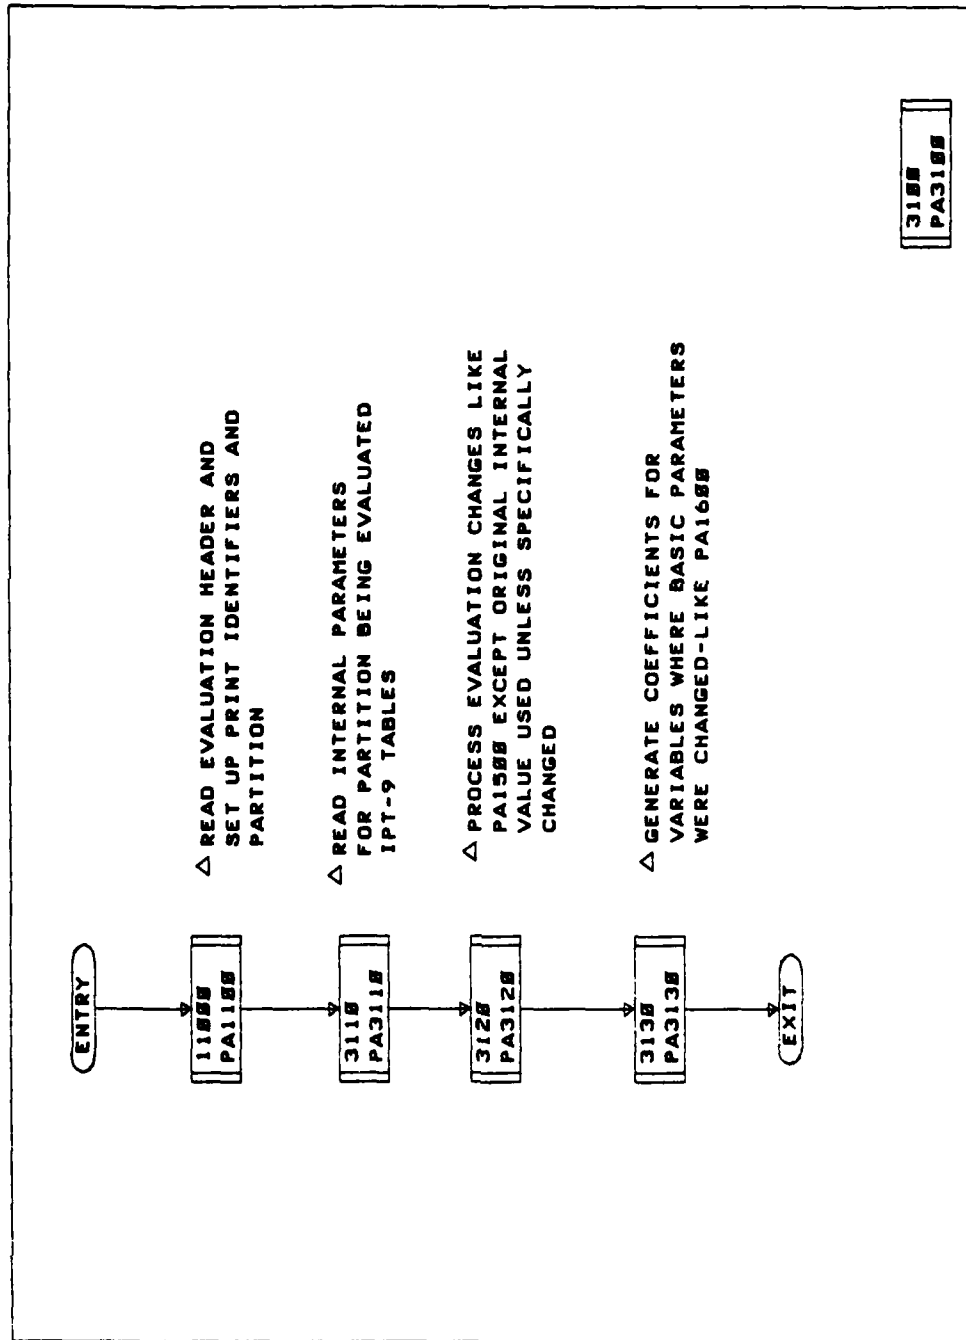 ENTRY
11000
PA1100
△ READ EVALUATION HEADER AND
SET UP PRINT IDENTIFIERS AND
PARTITION
3110
PA3110
△ READ INTERNAL PARAMETERS
FOR PARTITION BEING EVALUATED
IPT-9 TABLES
3120
PA3120
△ PROCESS EVALUATION CHANGES LIKE
PA1500 EXCEPT ORIGINAL INTERNAL
VALUE USED UNLESS SPECIFICALLY
CHANGED
3130
PA3130
△ GENERATE COEFFICIENTS FOR
VARIABLES WHERE BASIC PARAMETERS
WERE CHANGED-LIKE PA1600
EXIT
3100
PA3100